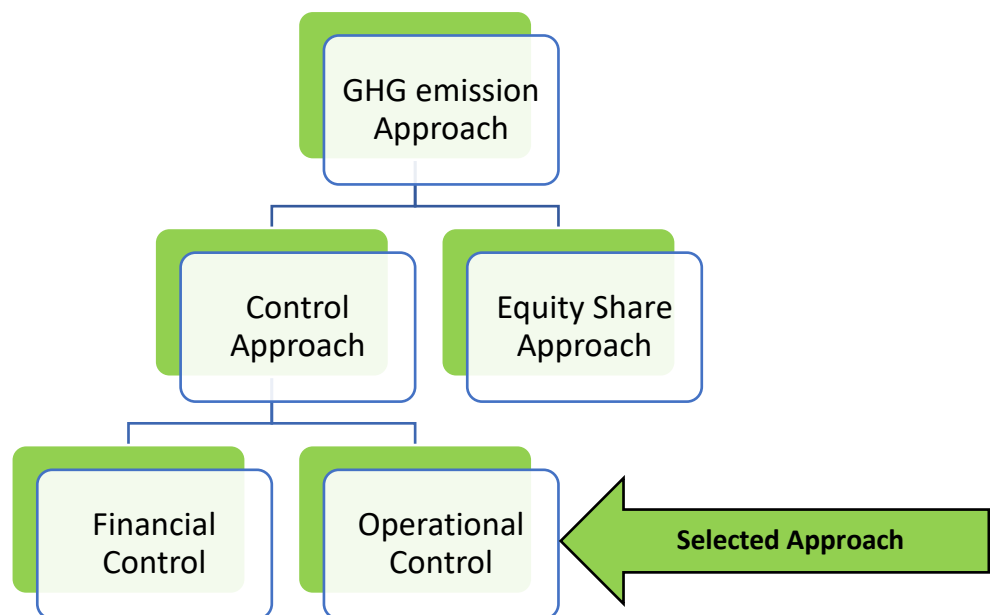 GHG emission
Approach
Control
Approach
Equity Share
Approach
Financial
Control
Operational
Control
Selected Approach